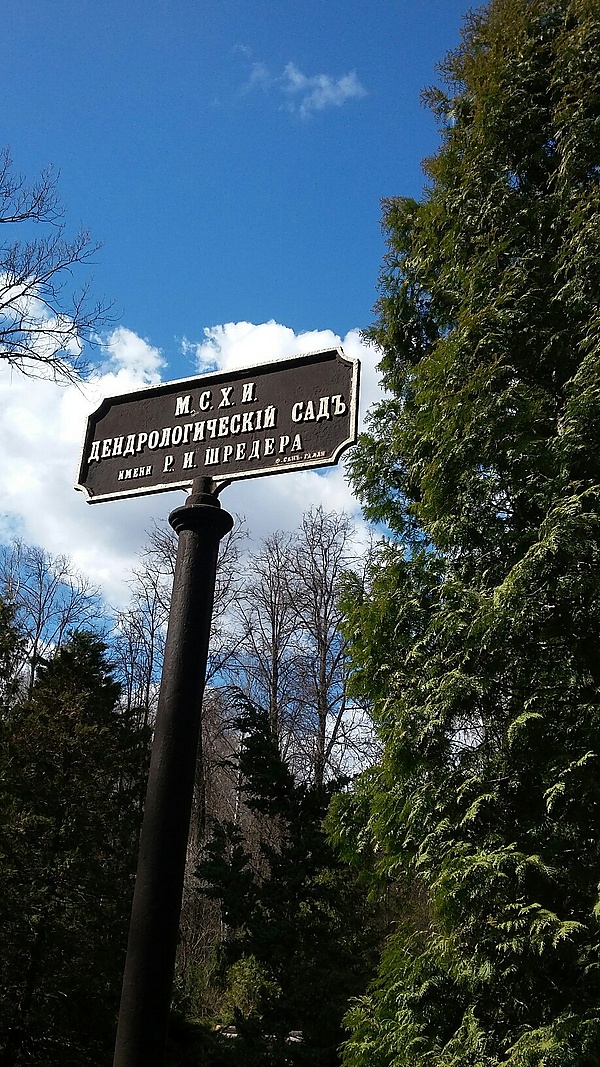 М. С. Х. И.
ДЕНДРОЛОГИЧЕСКІЙ САДЪ
ИМЕНИ Р. И. ШРЕДЕРА